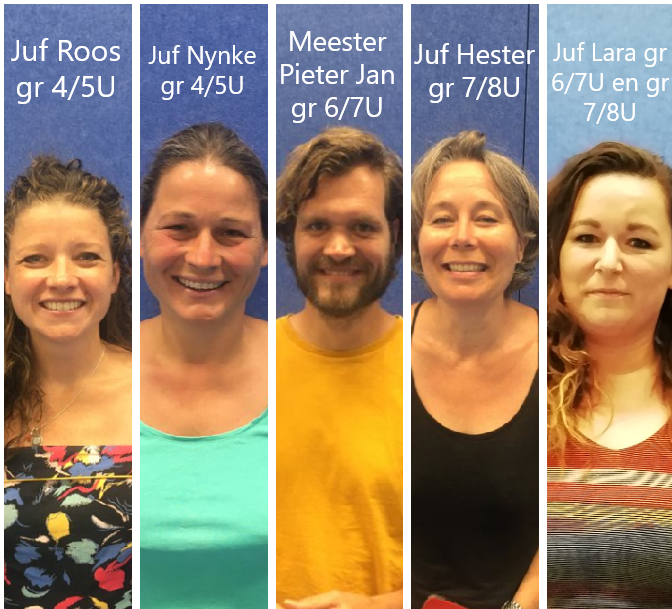 Juf Roos
gr 4/5U
Juf Nynke
gr 4/5U
Meester
Pieter Jan
gr 6/7U
Juf Hester
gr 7/8U
Juf Lara gr
6/7U en gr
7/8U